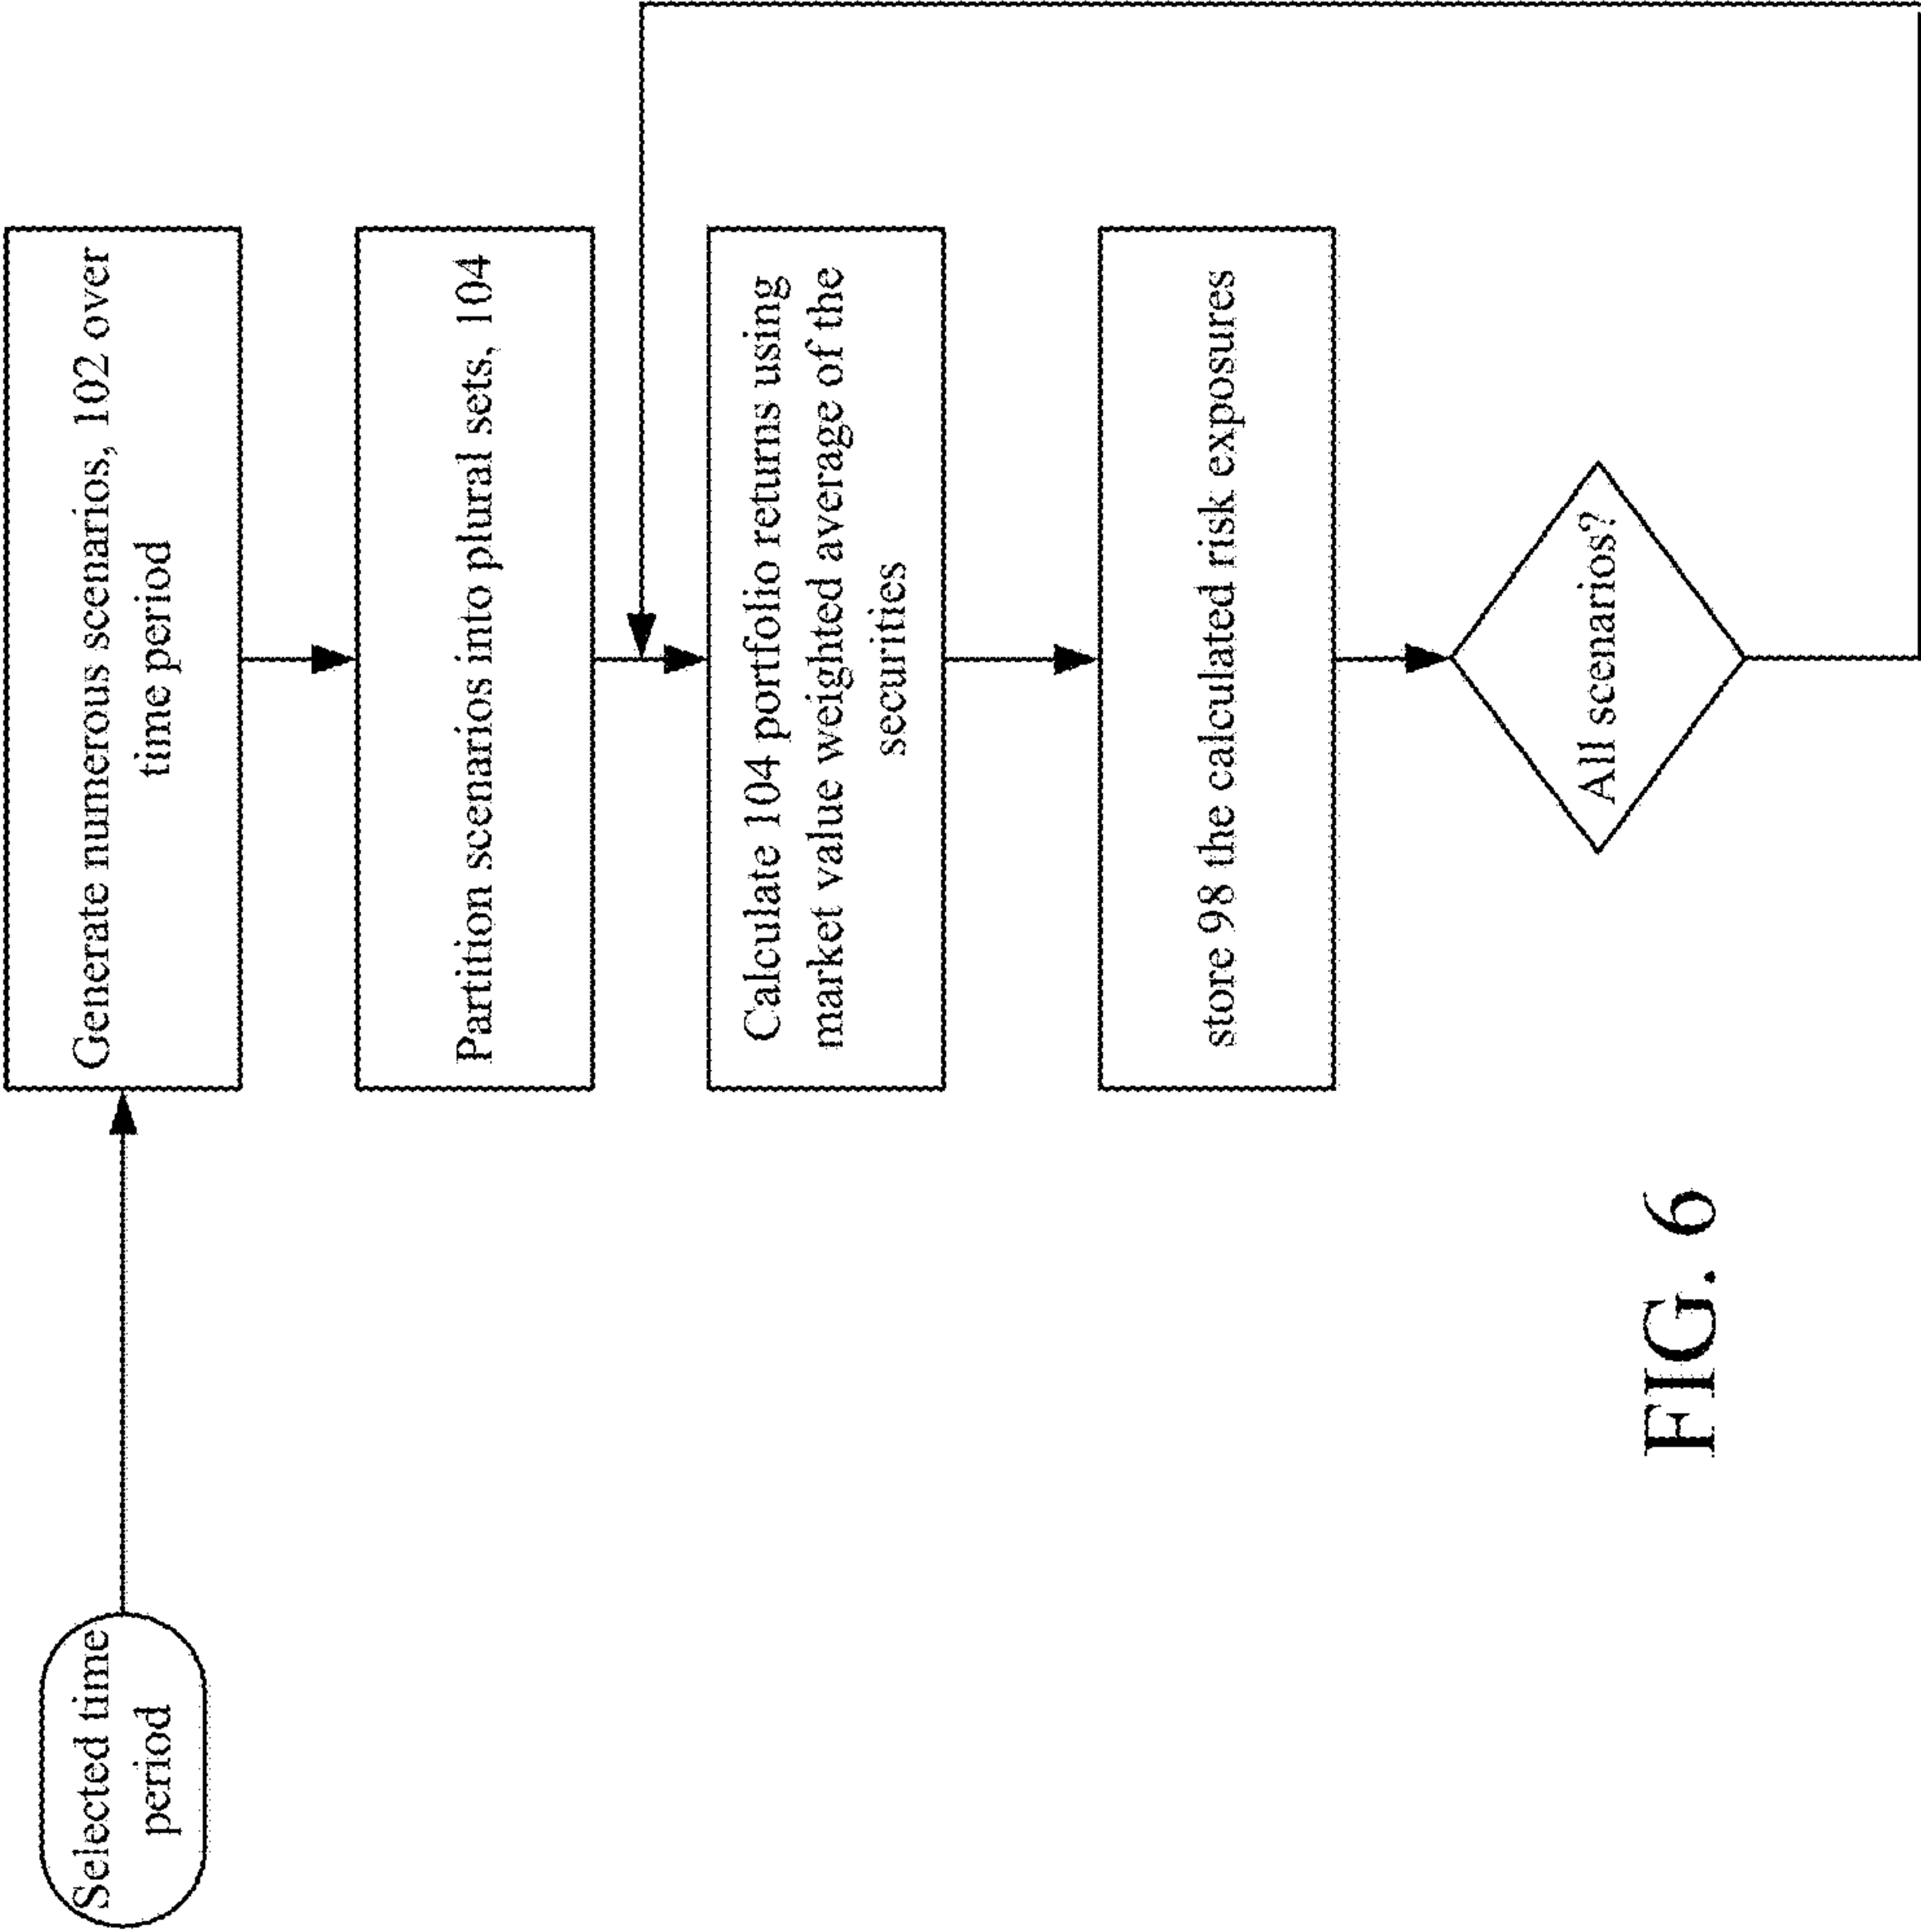 Selected time
period
Generate numerous scenarios, 102 over
time period
Partition scenarios into plural sets, 104
Calculate 104 portfolio returns using
market value weighted average of the
securities
store 98 the calculated risk exposures
All scenarios?
FIG. 6